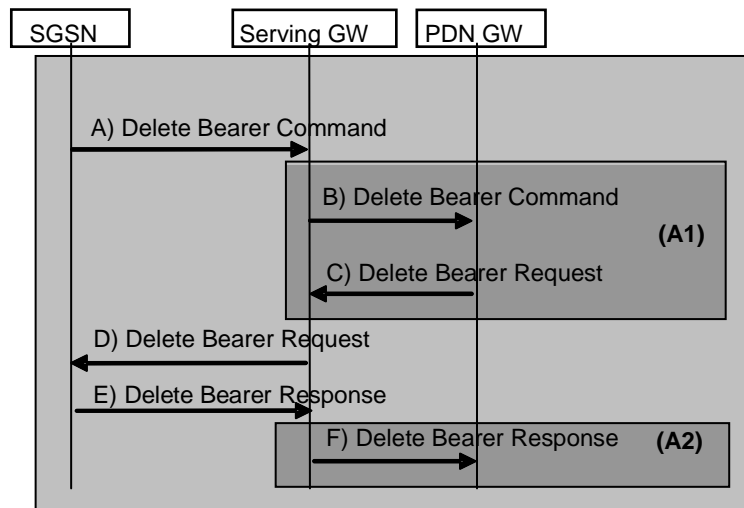 SGSN
Serving GW
PDN GW
A) Delete Bearer Command
B) Delete Bearer Command
(A1)
C) Delete Bearer Request
D) Delete Bearer Request
E) Delete Bearer Response
F) Delete Bearer Response
(A2)